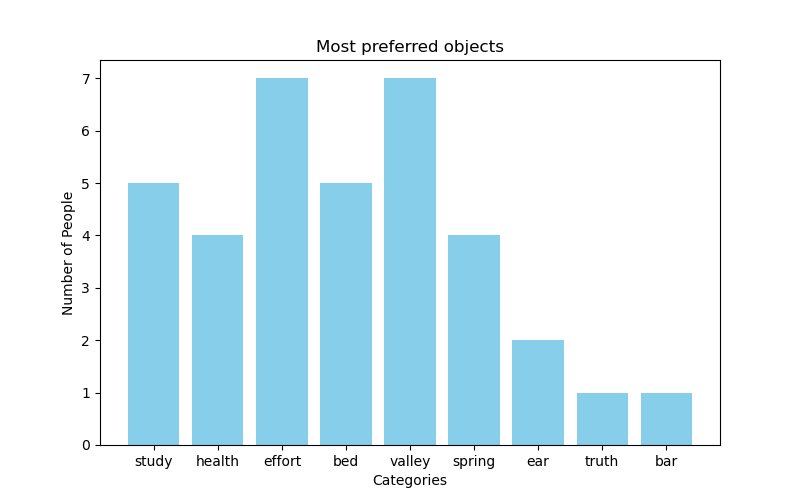 Most preferred objects
Number of People
7
6
5
4
3
2
1
0
study health effort bed valley spring ear truth bar
Categories